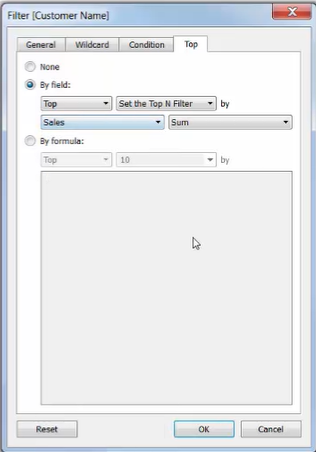 Filter [Customer Name]
General Wildcard Condition Top
None
By field:
Top Set the Top N Filter by
Sales Sum
By formula:
Top 10 by
Reset OK Cancel